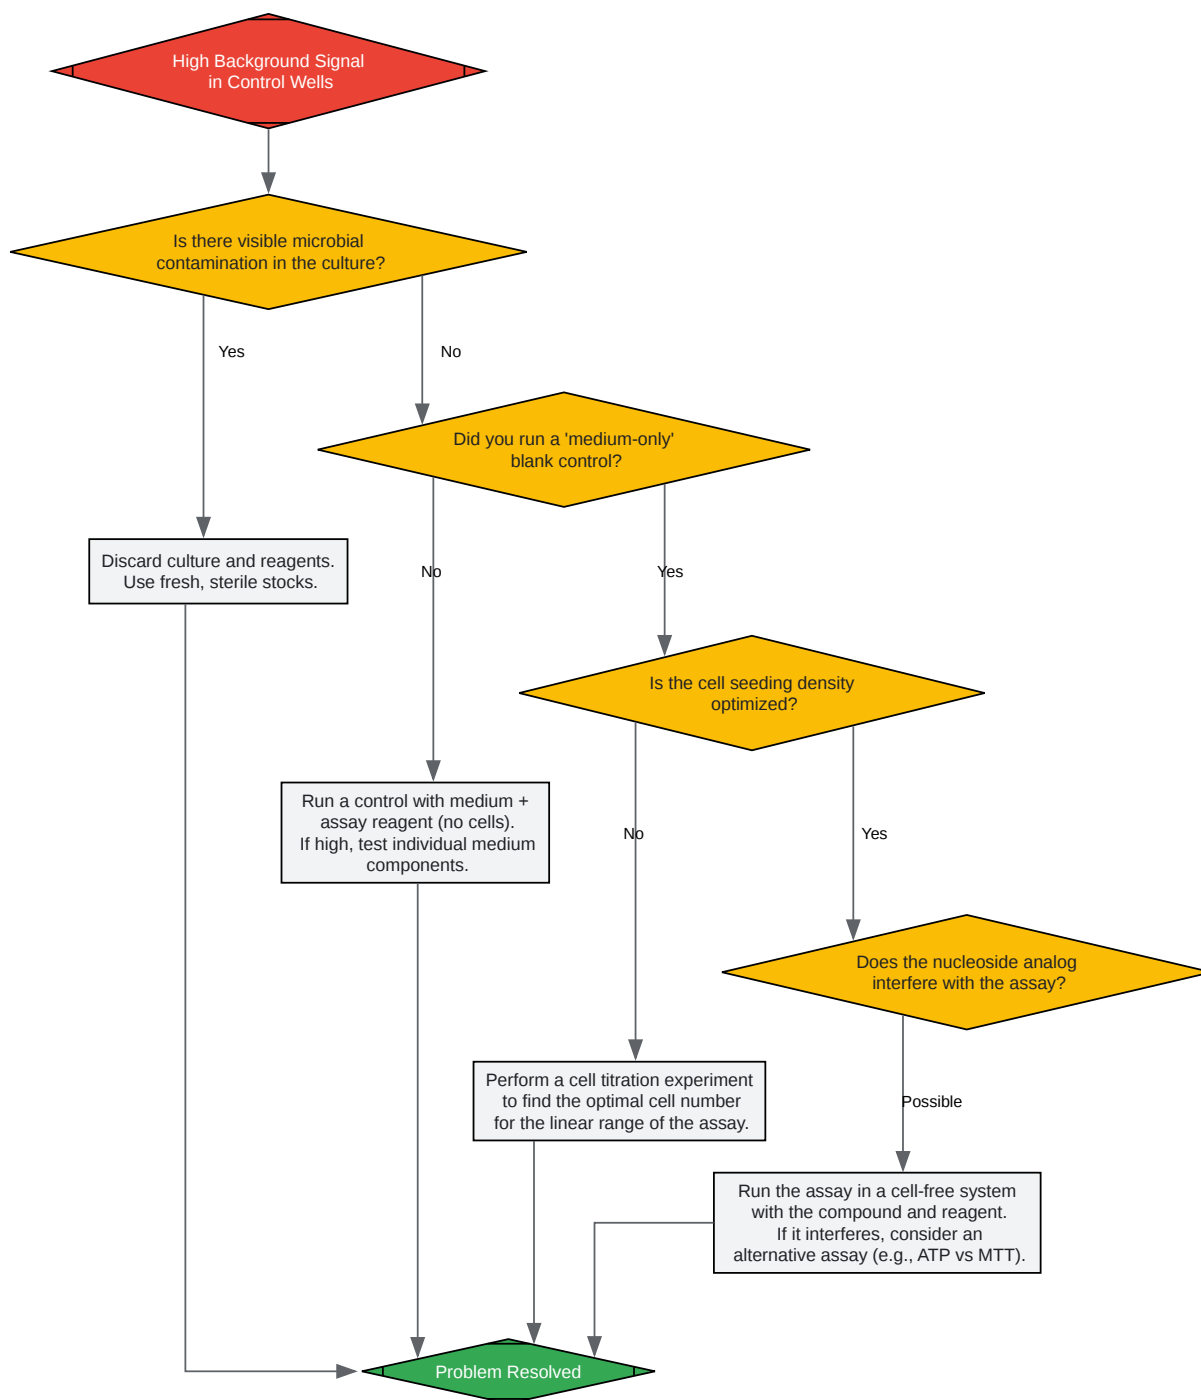 High Background Signal
in Control Wells
Is there visible microbial
contamination in the culture?
Yes
No
Did you run a 'medium-only'
blank control?
Discard culture and reagents.
Use fresh, sterile stocks.
No
Yes
Is the cell seeding density
optimized?
Run a control with medium +
assay reagent (no cells).
If high, test individual medium
components.
No
Yes
Does the nucleoside analog
interfere with the assay?
Perform a cell titration experiment
to find the optimal cell number
for the linear range of the assay.
Possible
Run the assay in a cell-free system
with the compound and reagent.
If it interferes, consider an
alternative assay (e.g., ATP vs MTT).
Problem Resolved